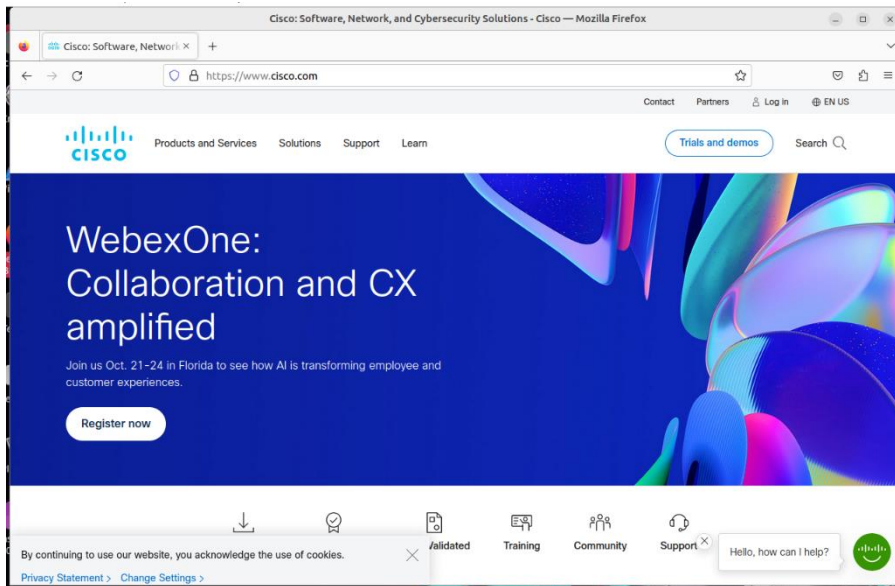 Cisco: Software, Network, and Cybersecurity Solutions - Cisco — Mozilla Firefox
Cisco: Software, Network
https://www.cisco.com
Contact Partners Log in EN US
CISCO
Products and Services Solutions Support Learn
Trials and demos
Search
WebexOne:
Collaboration and CX
amplified
Join us Oct. 21-24 in Florida to see how AI is transforming employee and
customer experiences.
Register now
Validated Training Community Support
By continuing to use our website, you acknowledge the use of cookies.
Privacy Statement > Change Settings >
Hello, how can I help?